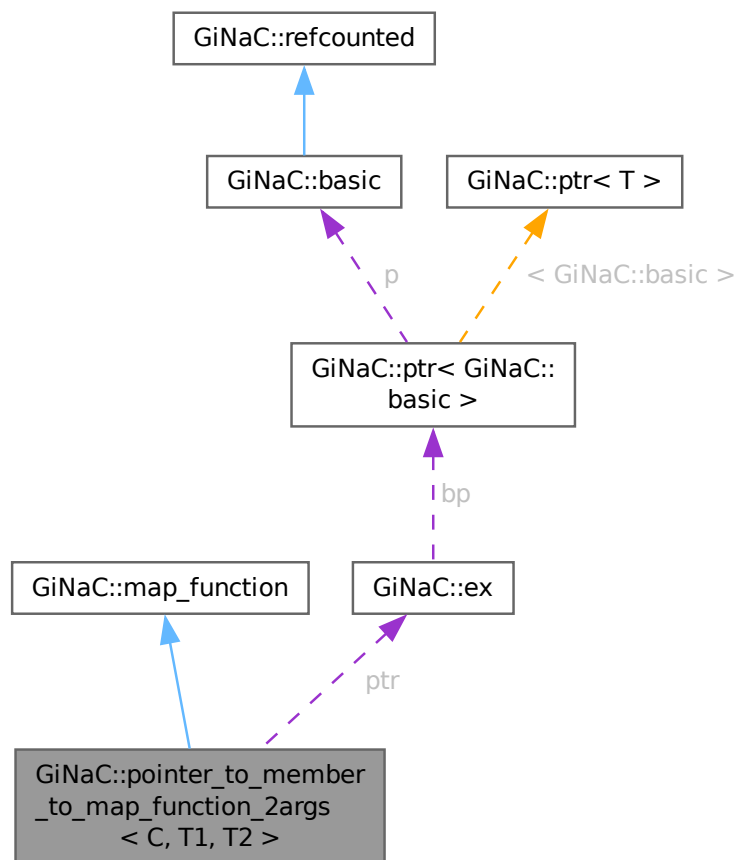 GiNaC::refcounted
GiNaC::basic
GiNaC::ptr< T >
p
< GiNaC::basic >
GiNaC::ptr< GiNaC::
basic >
bp
GiNaC::map_function
GiNaC::ex
ptr
GiNaC::pointer_to_member
_to_map_function_2args
< C, T1, T2 >